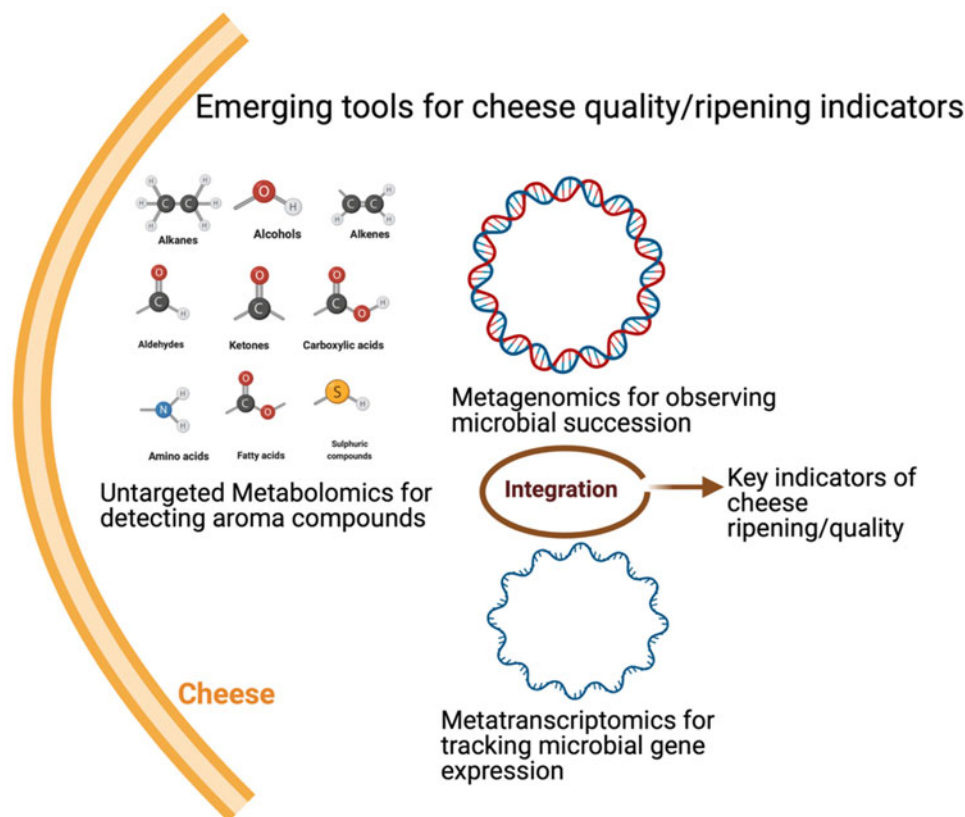 Emerging tools for cheese quality/ripening indicators
H H H H C C H H
O H
H C C H H
Alkanes
Alcohols
Alkenes
O C H
O C
O C O H
Aldehydes
Ketones
Carboxylic acids
N H H
O C O
S H
Amino acids
Fatty acids
Sulphuric
compounds
Untargeted Metabolomics for
detecting aroma compounds
Metagenomics for observing
microbial succession
Integration
Key indicators of
cheese
ripening/quality
Cheese
Metatranscriptomics for
tracking microbial gene
expression